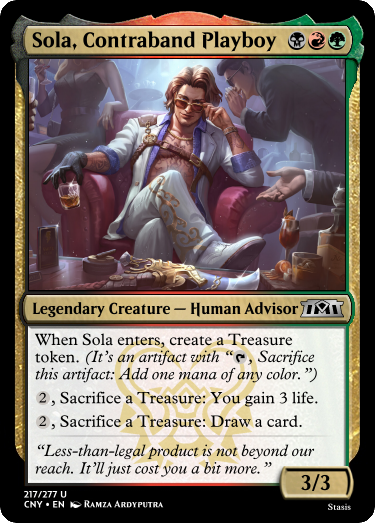 Sola, Contraband Playboy
Legendary Creature — Human Advisor
When Sola enters, create a Treasure
token. (It's an artifact with “, Sacrifice
this artifact: Add one mana of any color.”)
2, Sacrifice a Treasure: You gain 3 life.
2, Sacrifice a Treasure: Draw a card.
“Less-than-legal product is not beyond our
reach. It'll just cost you a bit more.”
3/3
217/277 U
CNY • EN Ramza Ardyputra
Stasis